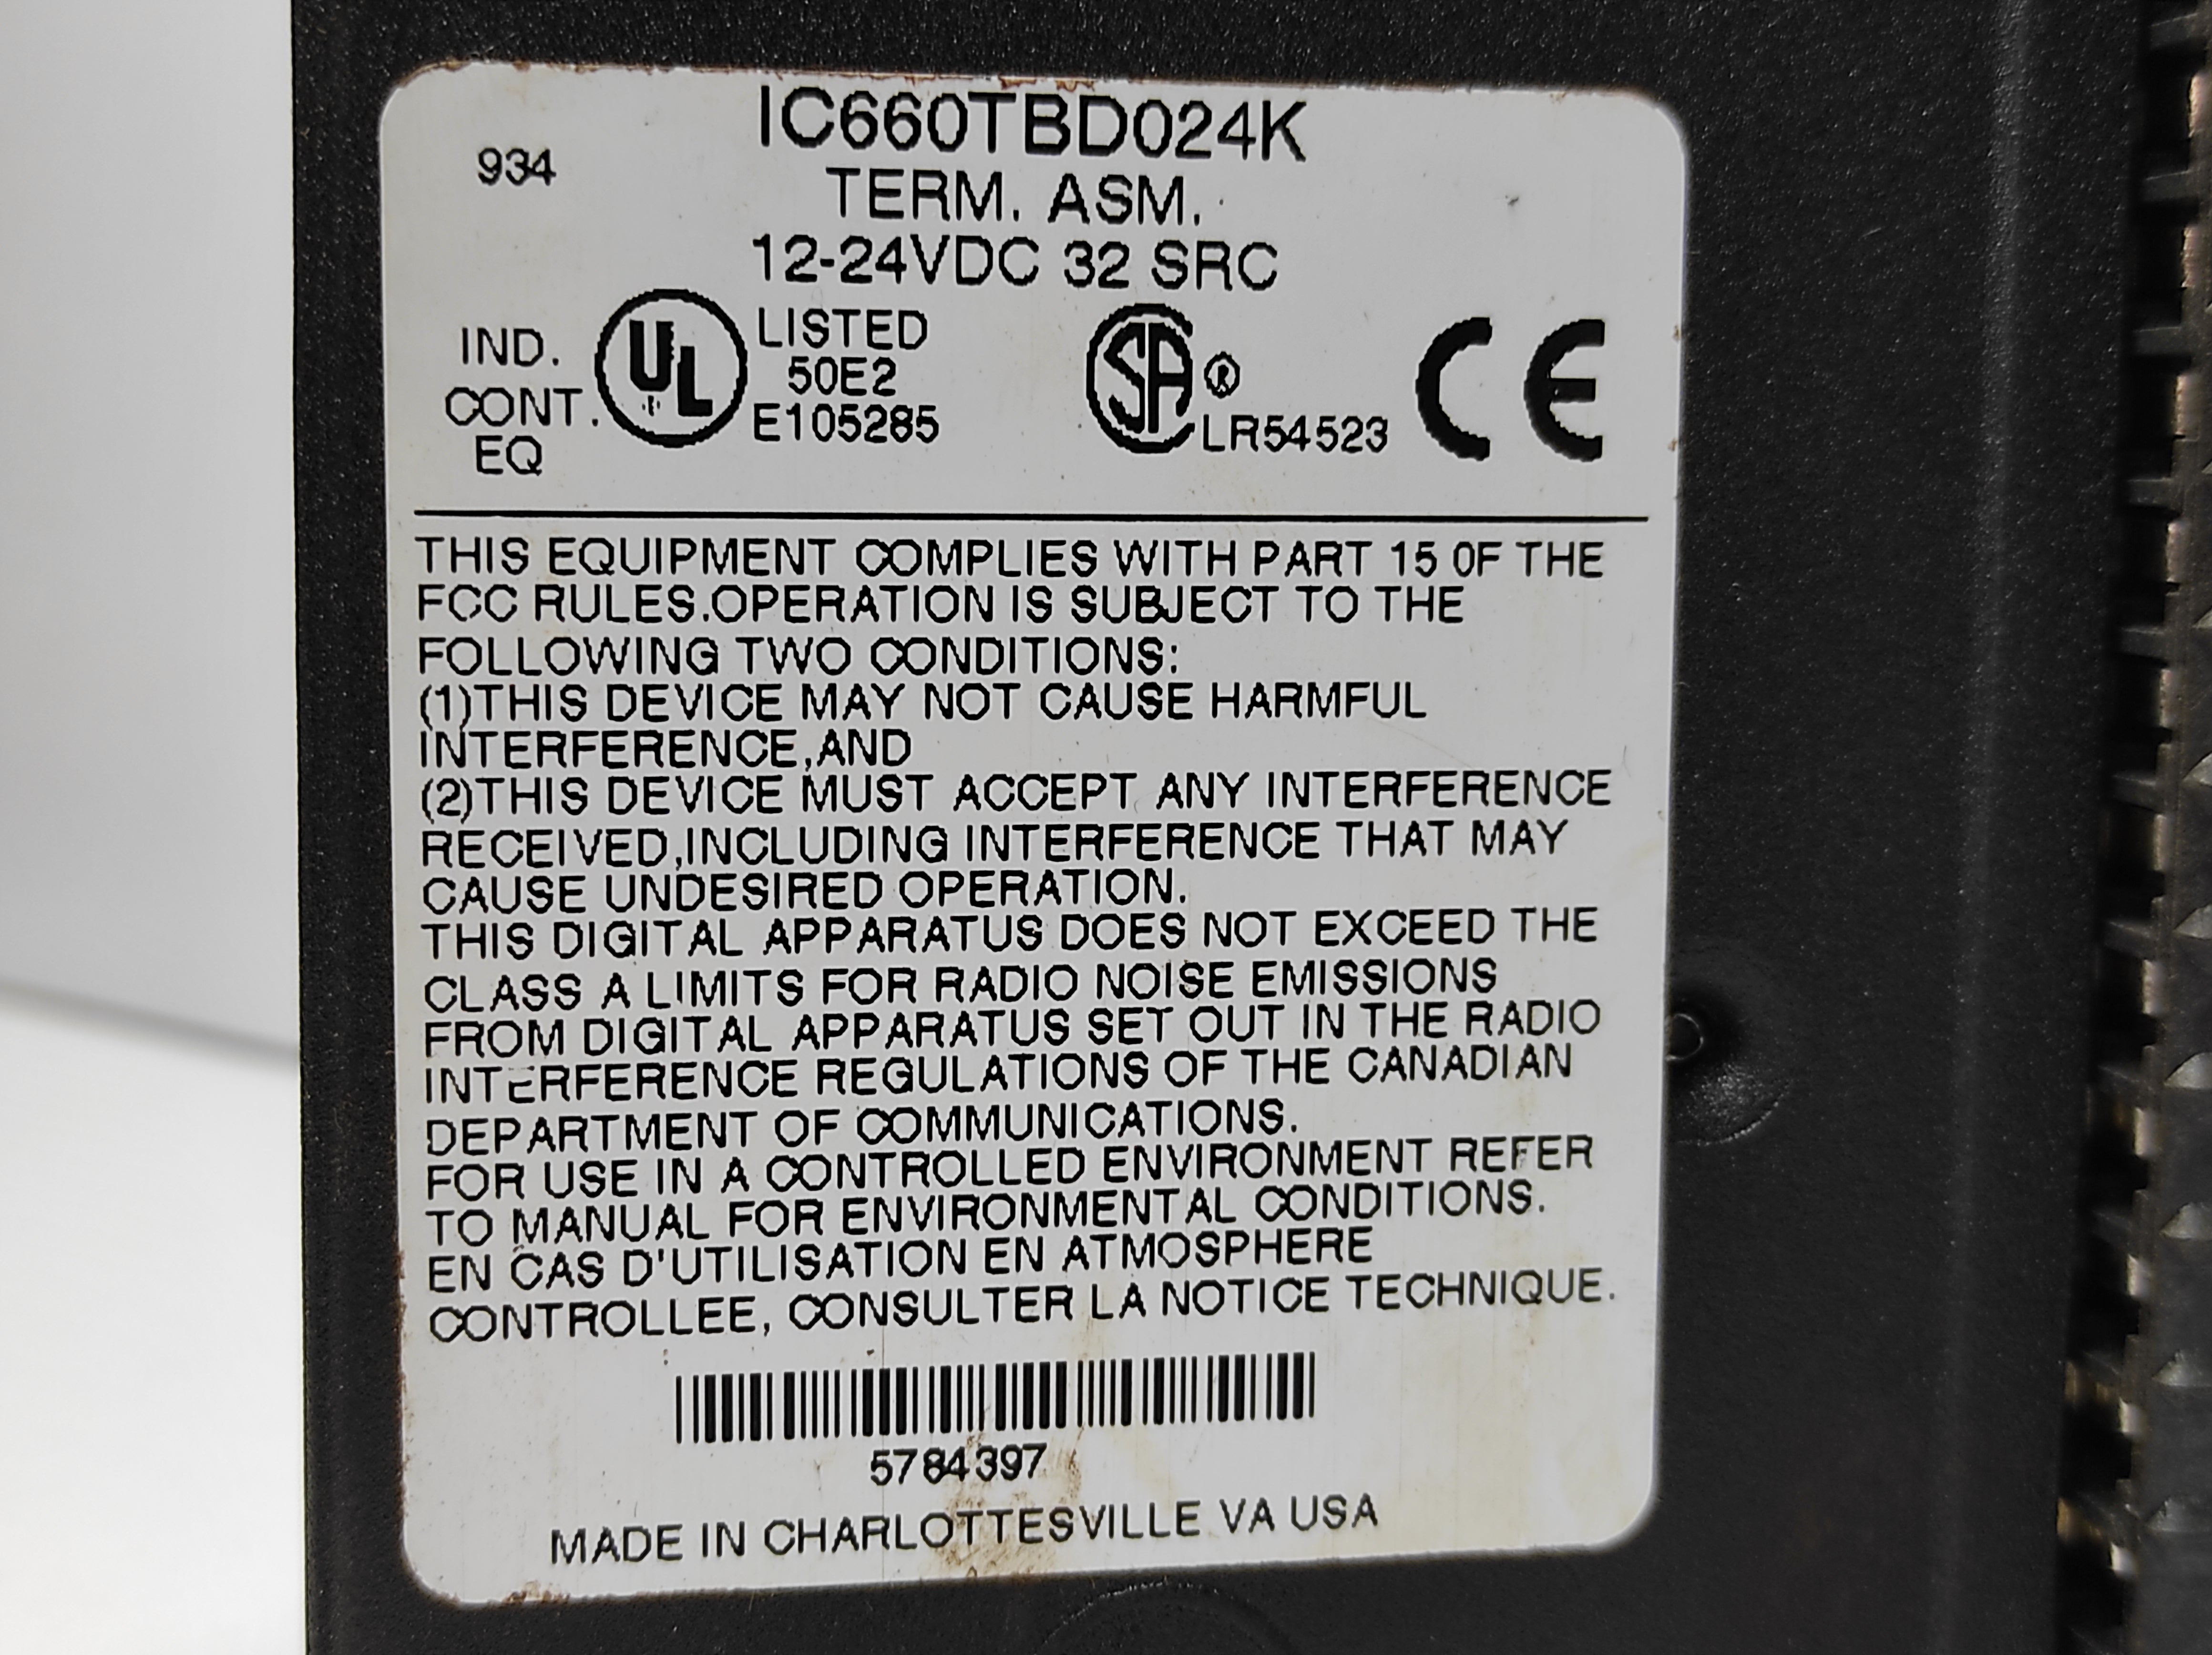 IC660TBD024K
934
TERM. ASM.
12-24VDC 32 SRC
IND.
CONT.
EQ
UL
LISTED
50E2
E105285
SA ®
LR54523
CE
THIS EQUIPMENT COMPLIES WITH PART 15 OF THE
FCC RULES.OPERATION IS SUBJECT TO THE
FOLLOWING TWO CONDITIONS:
(1)THIS DEVICE MAY NOT CAUSE HARMFUL
INTERFERENCE,AND
(2)THIS DEVICE MUST ACCEPT ANY INTERFERENCE
RECEIVED,INCLUDING INTERFERENCE THAT MAY
CAUSE UNDESIRED OPERATION.
THIS DIGITAL APPARATUS DOES NOT EXCEED THE
CLASS A LIMITS FOR RADIO NOISE EMISSIONS
FROM DIGITAL APPARATUS SET OUT IN THE RADIO
INTERFERENCE REGULATIONS OF THE CANADIAN
DEPARTMENT OF COMMUNICATIONS.
FOR USE IN A CONTROLLED ENVIRONMENT REFER
TO MANUAL FOR ENVIRONMENTAL CONDITIONS.
EN CAS D'UTILISATION EN ATMOSPHERE
CONTROLLEE, CONSULTER LA NOTICE TECHNIQUE.
5784397
MADE IN CHARLOTTESVILLE VA USA